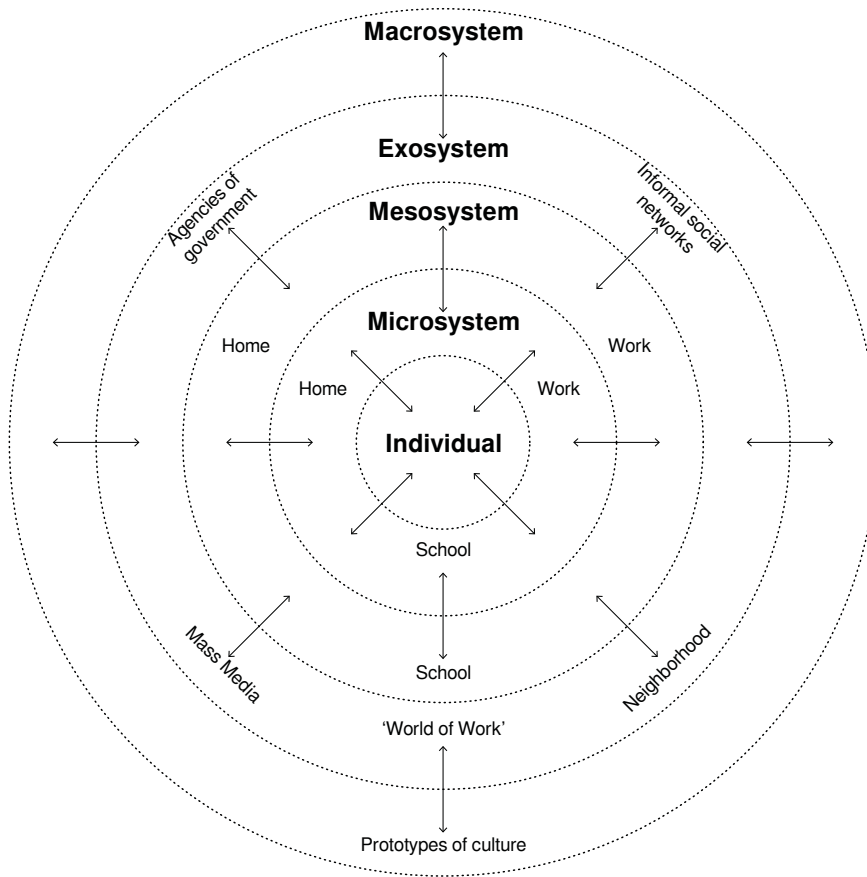 Macrosystem
Exosystem
Agencies of
government
Informal social
networks
Mesosystem
Microsystem
Home
Work
Home
Work
Individual
School
Mass Media
Neighborhood
School
‘World of Work’
Prototypes of culture